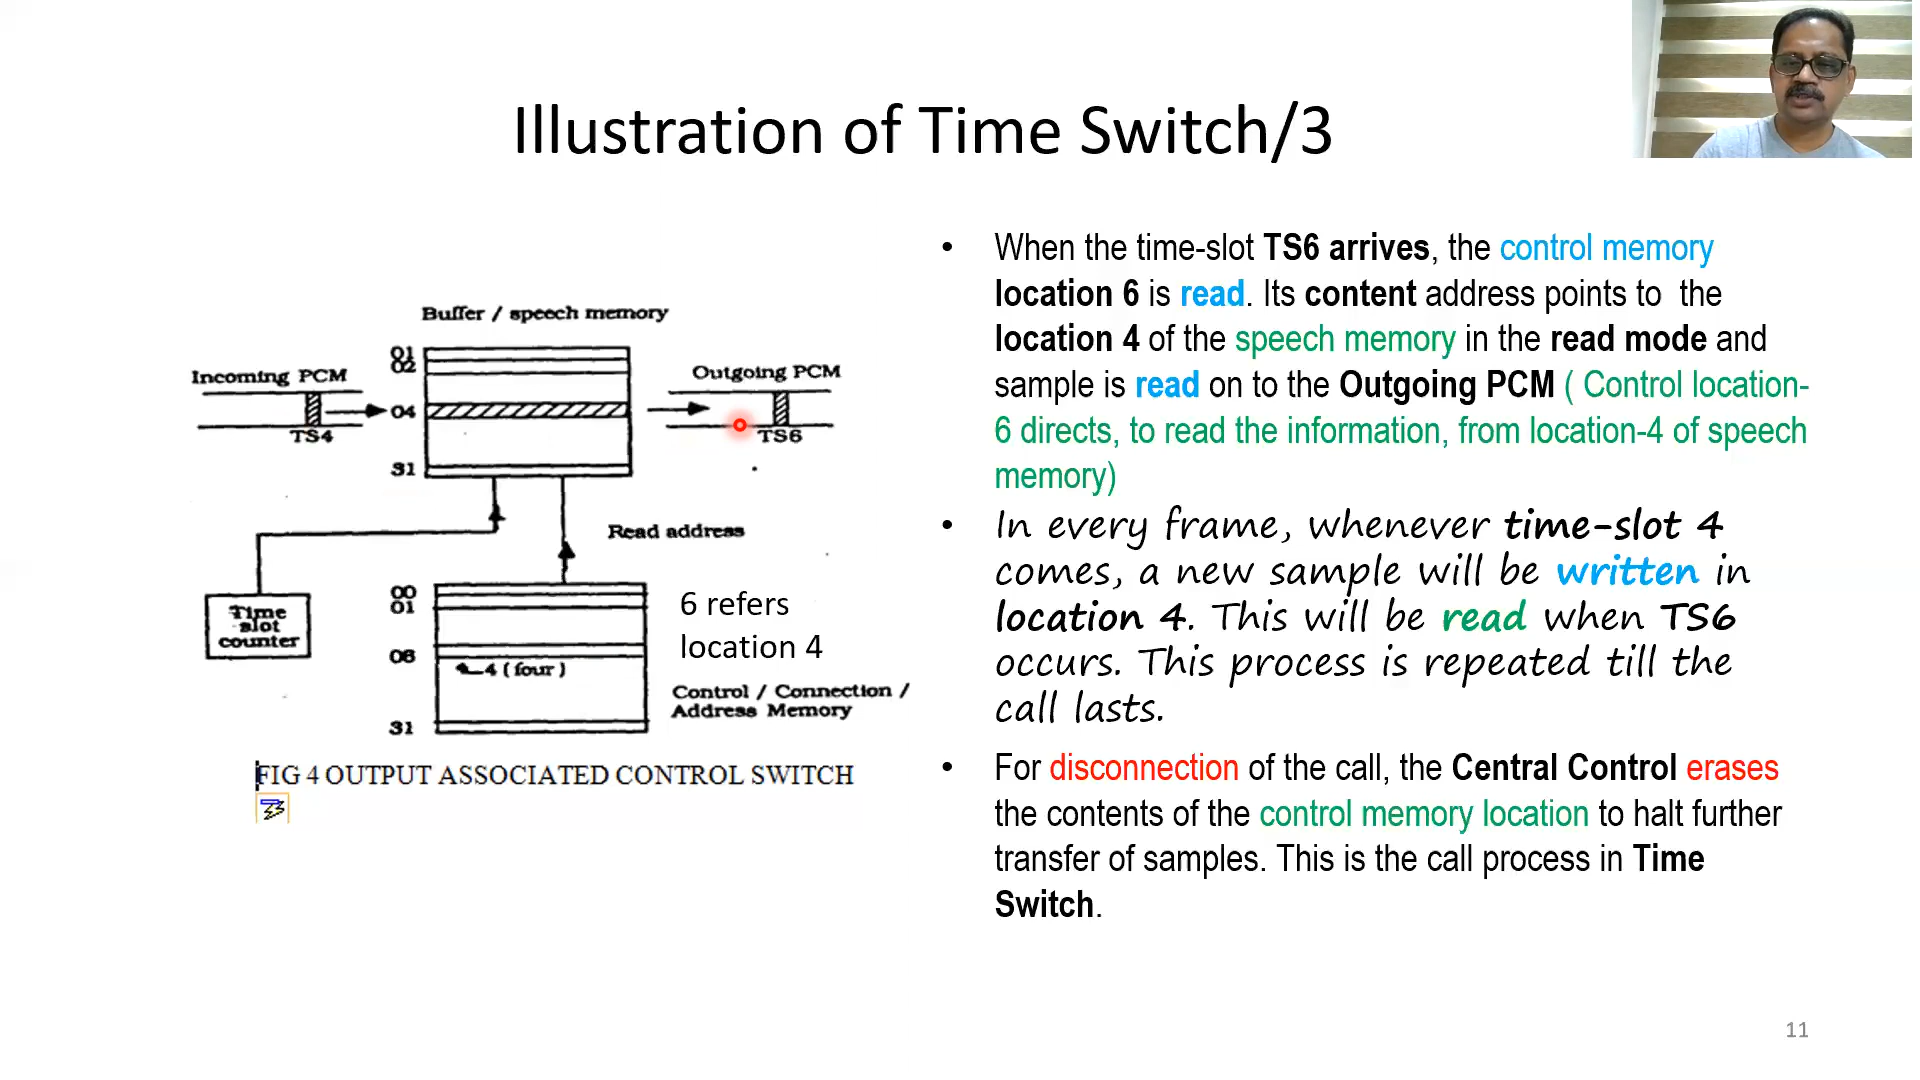 Illustration of Time Switch/3
Buffer / speech memory
01
02
Incoming PCM
Outgoing PCM
04
TS4
TS6
31
Read address
00
01
Time
slot
counter
06
4 ( four )
31
6 refers
location 4
Control / Connection /
Address Memory
FIG 4 OUTPUT ASSOCIATED CONTROL SWITCH
• When the time-slot TS6 arrives, the control memory
location 6 is read. Its content address points to the
location 4 of the speech memory in the read mode and
sample is read on to the Outgoing PCM ( Control location-
6 directs, to read the information, from location-4 of speech
memory)
• In every frame, whenever time-slot 4
comes, a new sample will be written in
location 4. This will be read when TS6
occurs. This process is repeated till the
call lasts.
• For disconnection of the call, the Central Control erases
the contents of the control memory location to halt further
transfer of samples. This is the call process in Time
Switch.
11